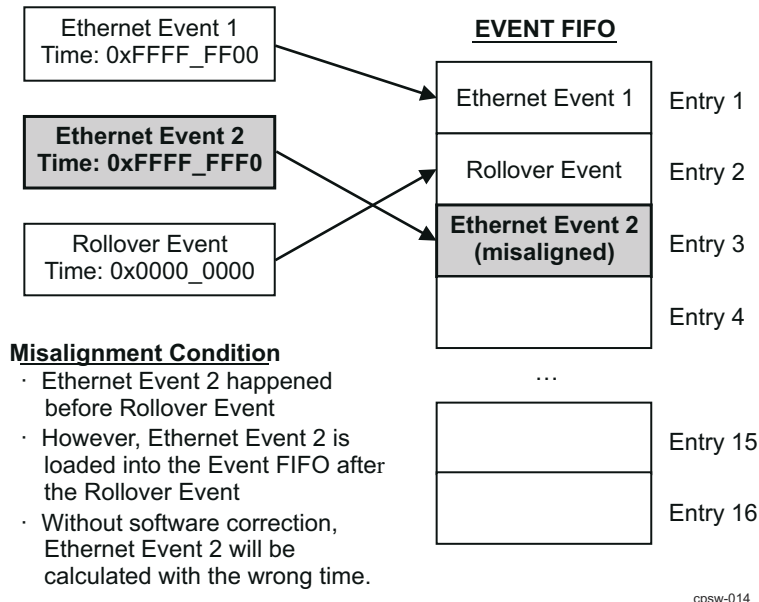 Ethernet Event 1
Time: 0xFFFF_FF00
Ethernet Event 2
Time: 0xFFFF_FFF0
Rollover Event
Time: 0x0000_0000
EVENT FIFO
Ethernet Event 1
Entry 1
Rollover Event
Entry 2
Ethernet Event 2
(misaligned)
Entry 3
Entry 4
...
Entry 15
Entry 16
Misalignment Condition
· Ethernet Event 2 happened
before Rollover Event
· However, Ethernet Event 2 is
loaded into the Event FIFO after
the Rollover Event
· Without software correction,
Ethernet Event 2 will be
calculated with the wrong time.
cpsw-014